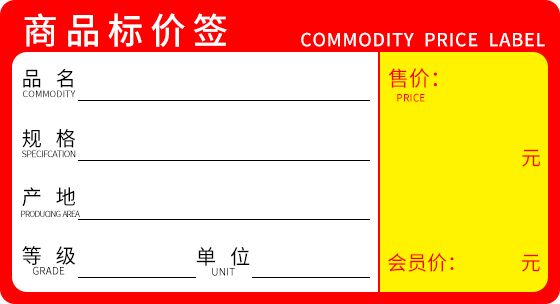 商品标价签
COMMODITY PRICE LABEL
品 名
COMMODITY
规 格
SPECIFCATION
产 地
PRODUCING AREA
等 级
GRADE
单 位
UNIT
售价：
PRICE
元
会员价： 元